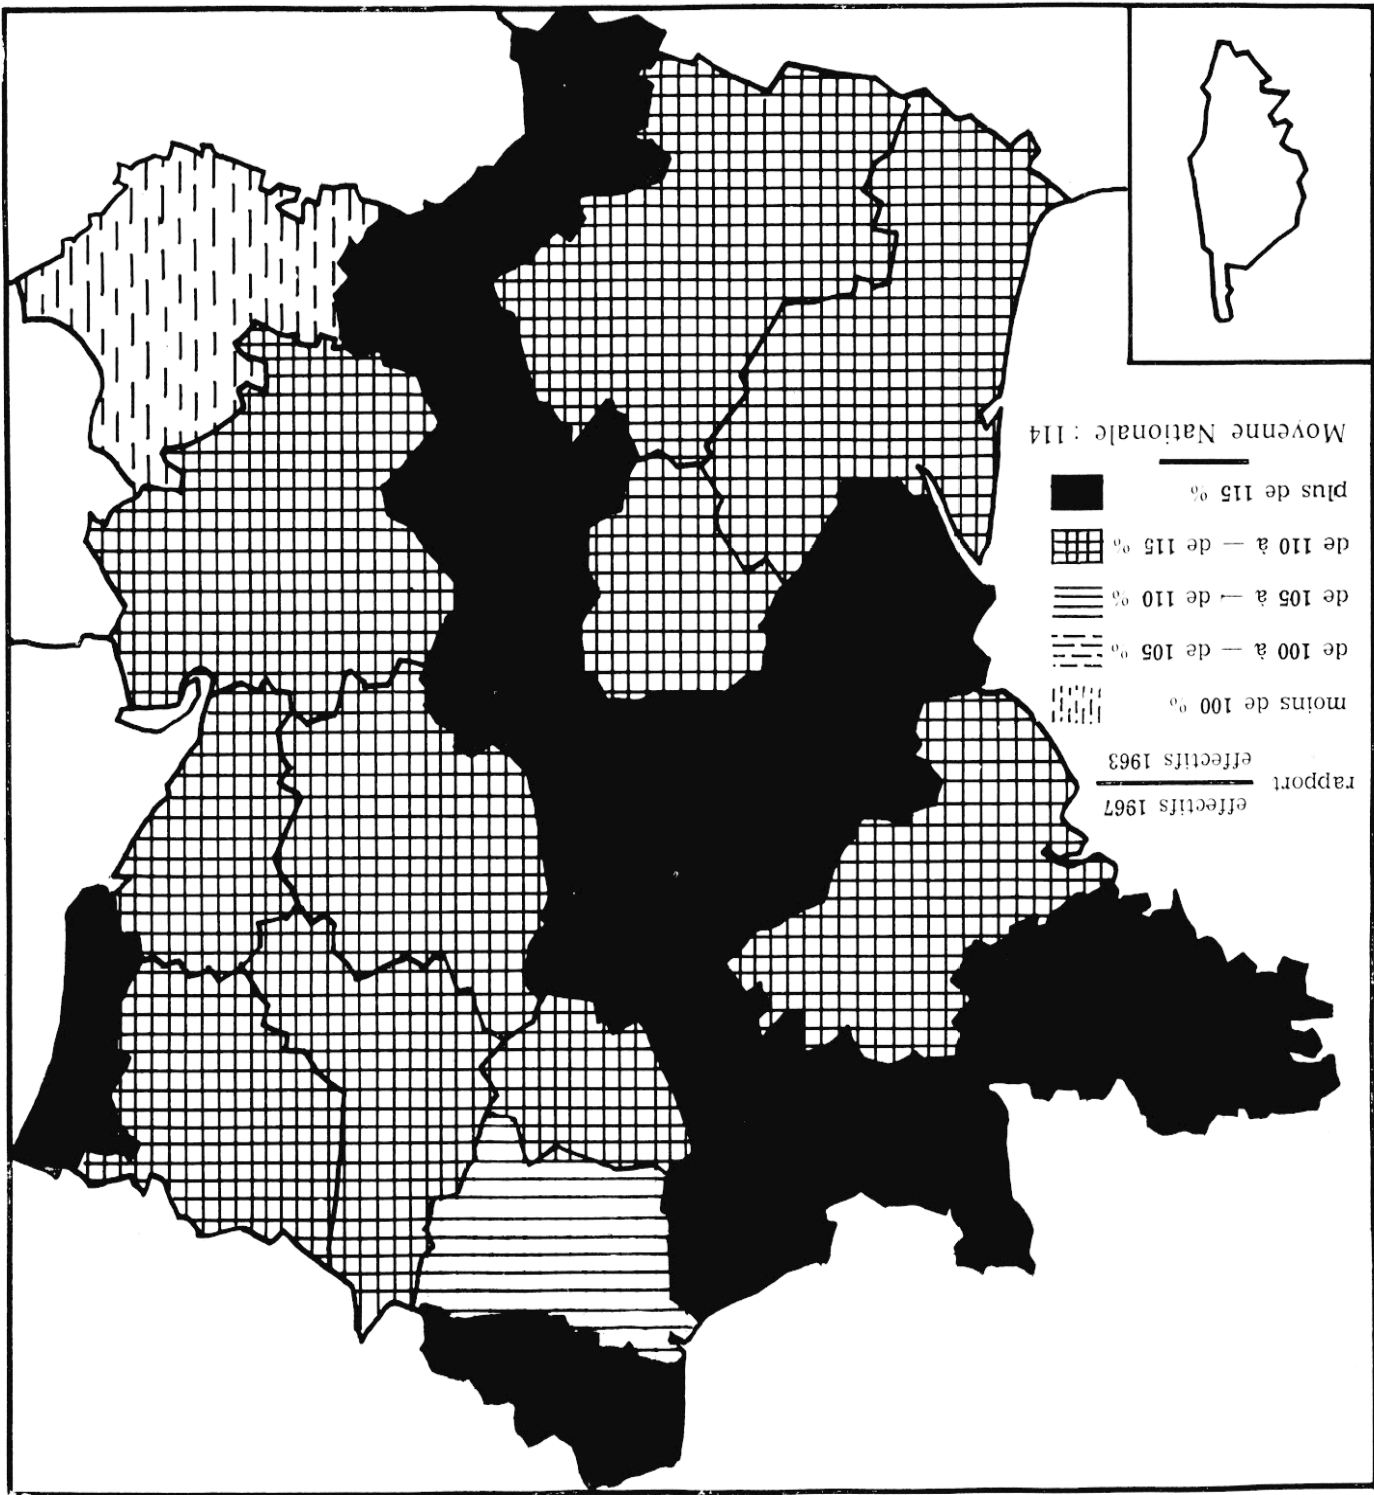 effectifs 1967
rapport
effectifs 1963
moins de 100 %
de 100 à — de 105 %
de 105 à — de 110 %
de 110 à — de 115 %
plus de 115 %
Moyenne Nationale : 114